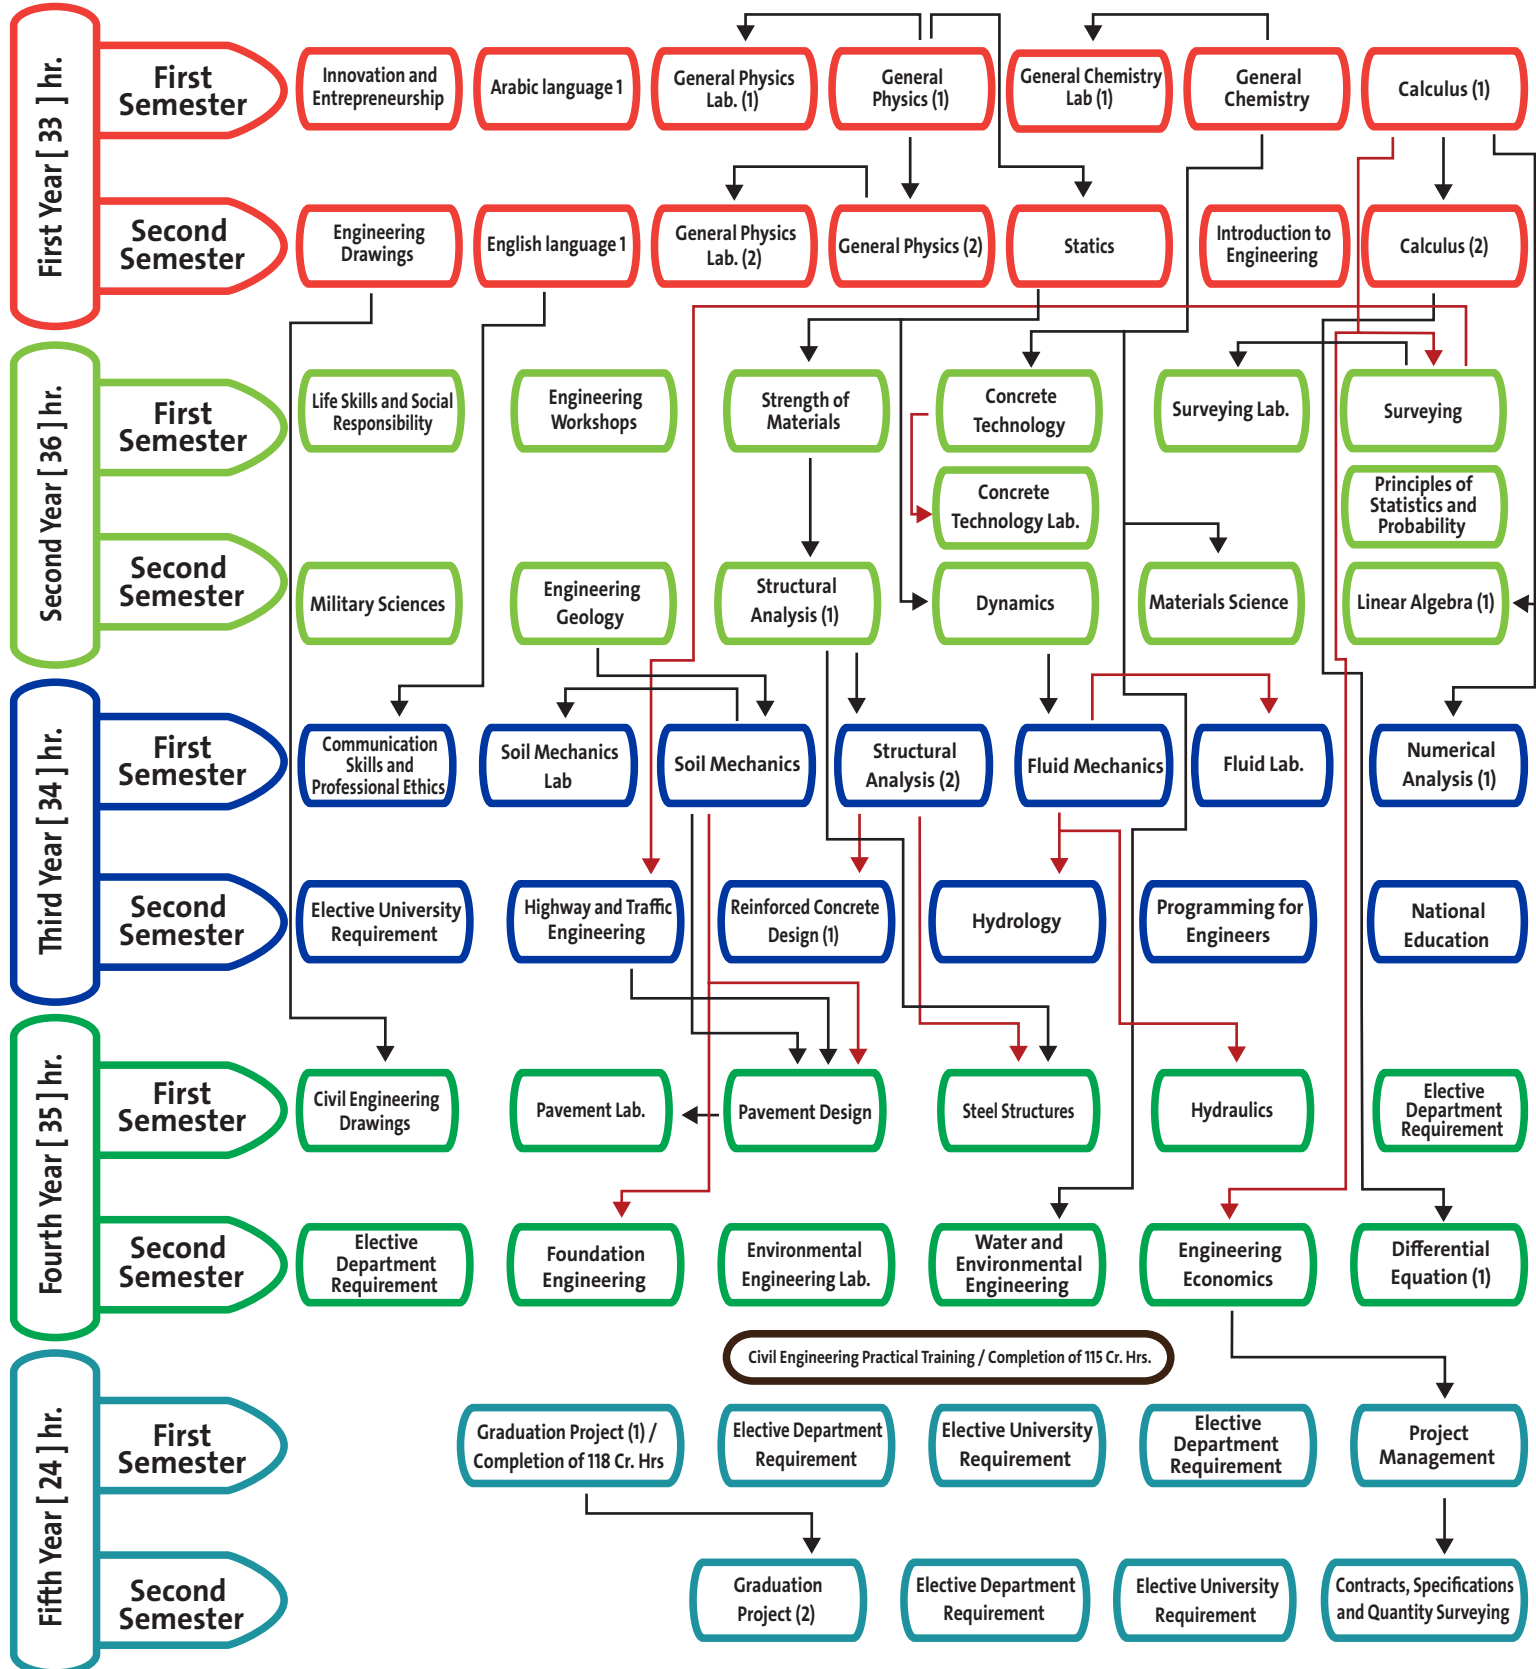 First Year [ 33 ] hr.
First
Semester
Innovation and
Entrepreneurship
Arabic language 1
General Physics
Lab. (1)
General
Physics (1)
General Chemistry
Lab (1)
General
Chemistry
Calculus (1)
Second
Semester
Engineering
Drawings
English language 1
General Physics
Lab. (2)
General Physics (2)
Statics
Introduction to
Engineering
Calculus (2)
Second Year [ 36 ] hr.
First
Semester
Life Skills and Social
Responsibility
Engineering
Workshops
Strength of
Materials
Concrete
Technology
Surveying Lab.
Surveying
Concrete
Technology Lab.
Principles of
Statistics and
Probability
Second
Semester
Military Sciences
Engineering
Geology
Structural
Analysis (1)
Dynamics
Materials Science
Linear Algebra (1)
Third Year [ 34 ] hr.
First
Semester
Communication
Skills and
Professional Ethics
Soil Mechanics
Lab
Soil Mechanics
Structural
Analysis (2)
Fluid Mechanics
Fluid Lab.
Numerical
Analysis (1)
Second
Semester
Elective University
Requirement
Highway and Traffic
Engineering
Reinforced Concrete
Design (1)
Hydrology
Programming for
Engineers
National
Education
Fourth Year [ 35 ] hr.
First
Semester
Civil Engineering
Drawings
Pavement Lab.
Pavement Design
Steel Structures
Hydraulics
Elective
Department
Requirement
Second
Semester
Elective
Department
Requirement
Foundation
Engineering
Environmental
Engineering Lab.
Water and
Environmental
Engineering
Engineering
Economics
Differential
Equation (1)
Civil Engineering Practical Training / Completion of 115 Cr. Hrs.
Fifth Year [ 24 ] hr.
First
Semester
Graduation Project (1) /
Completion of 118 Cr. Hrs
Elective Department
Requirement
Elective University
Requirement
Elective
Department
Requirement
Project
Management
Second
Semester
Graduation
Project (2)
Elective Department
Requirement
Elective University
Requirement
Contracts, Specifications
and Quantity Surveying